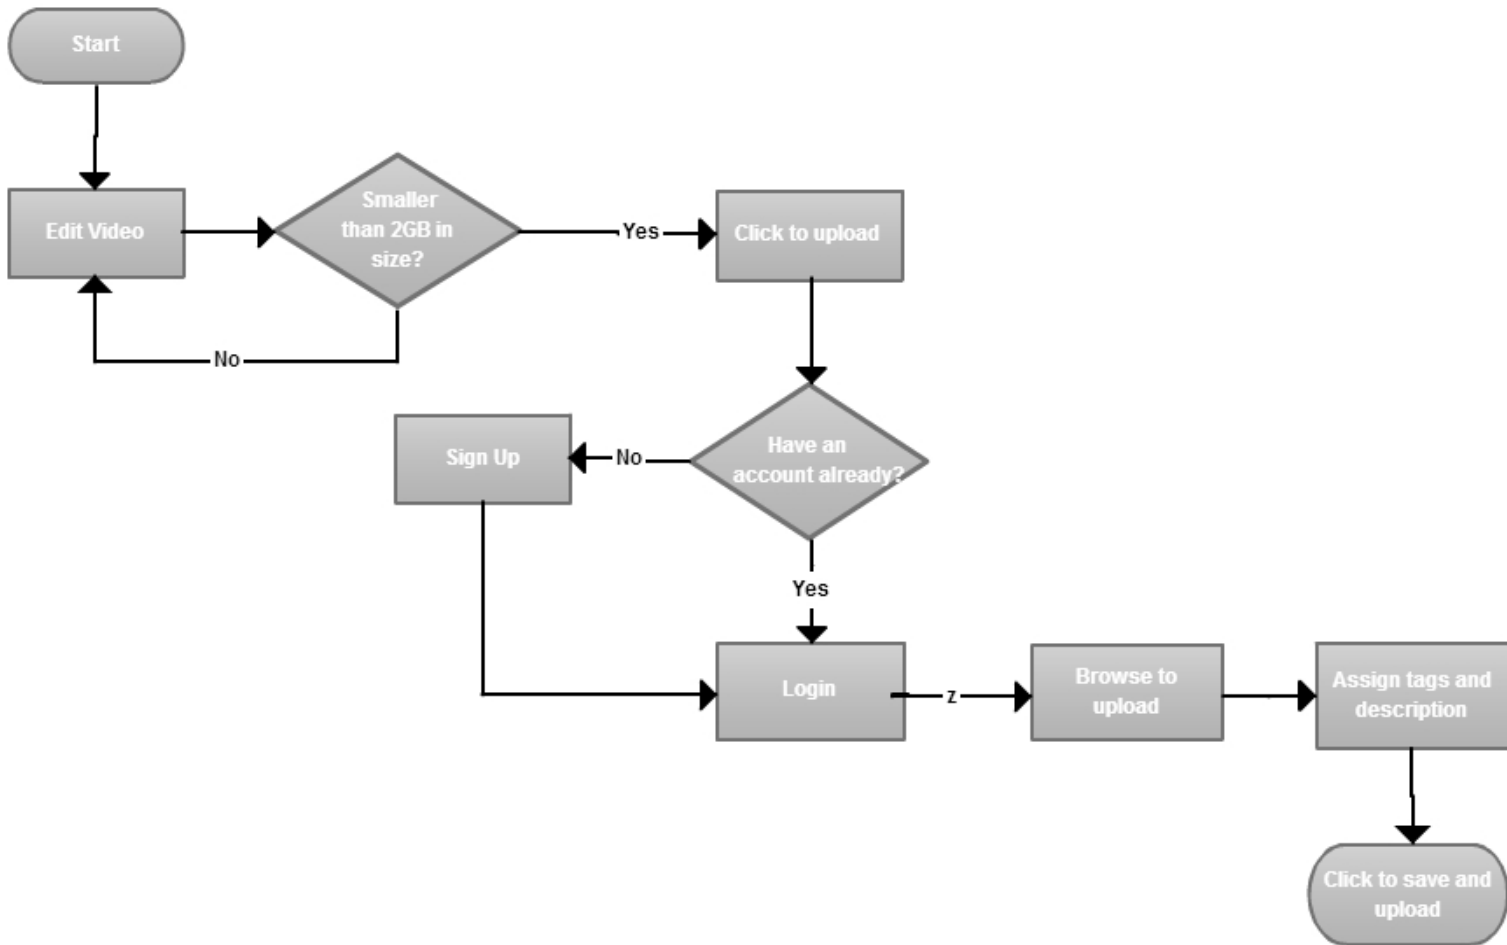 Start
Edit Video
Smaller
than 2GB in
size?
Yes
Click to upload
No
Sign Up
No
Have an
account already?
Yes
Login
z
Browse to
upload
Assign tags and
description
Click to save and
upload